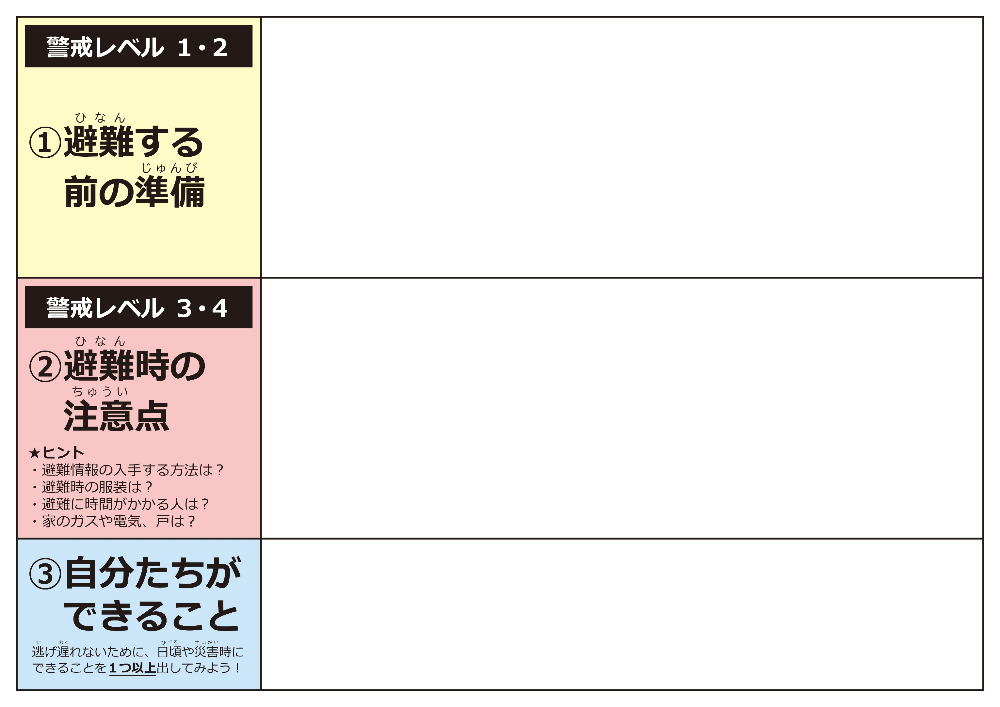 警戒レベル 1・2
ひなん
①避難する
じゅんび
前の準備
警戒レベル 3・4
ひなん
②避難時の
ちゅうい
注意点
★ヒント
・避難情報の入手する方法は？
・避難時の服装は？
・避難に時間がかかる人は？
・家のガスや電気、戸は？
③自分たちが
できること
に おく ひごろ さいがい
逃げ遅れないために、日頃や災害時に
できることを1つ以上出してみよう！